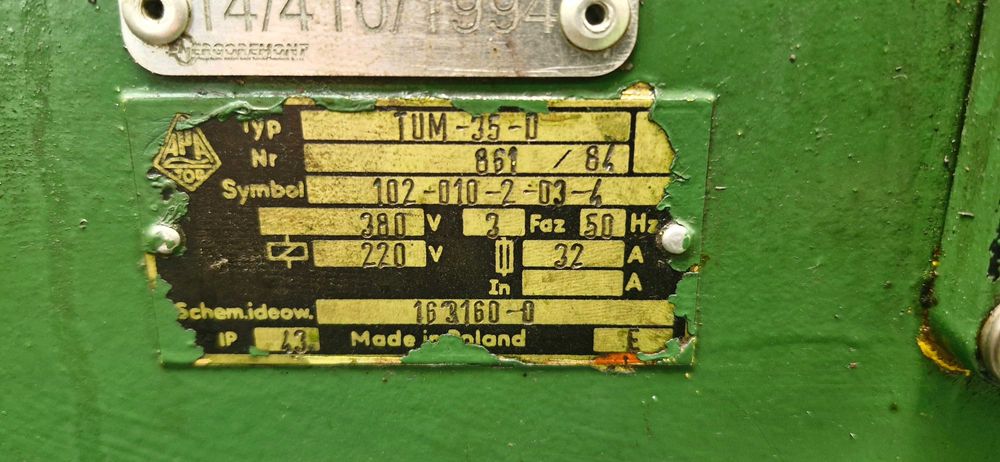 14/410/1994
ENERGOREMONT
APA
TOR
Typ TUM-35-D
Nr 861 / 84
Symbol 102-010-2-03-4
380 V 3 Faz 50 Hz
220 V 32 A
In A
Schem.ideow. 163160-0
IP 43 Made in Poland E